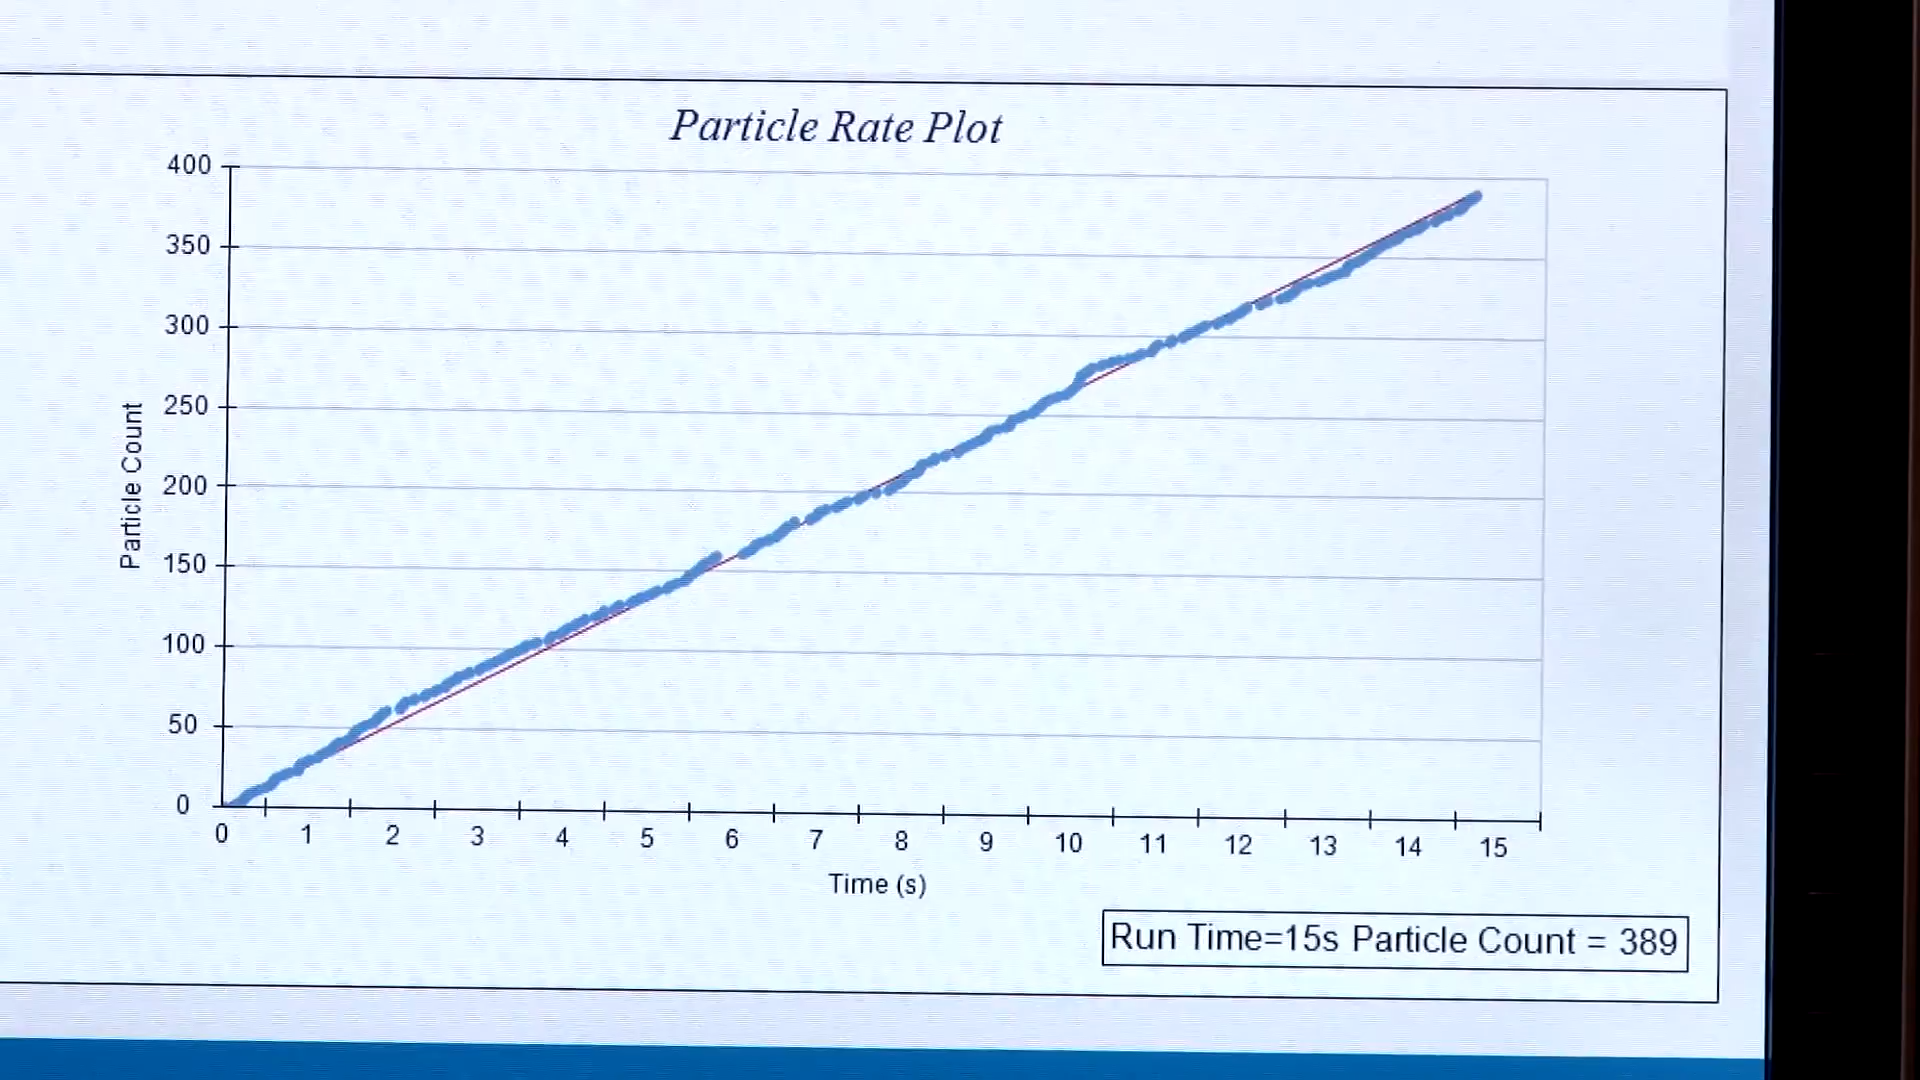 Particle Rate Plot
400
350
300
250
200
150
100
50
0
Particle Count
0 1 2 3 4 5 6 7 8 9 10 11 12 13 14 15
Time (s)
Run Time=15s Particle Count = 389